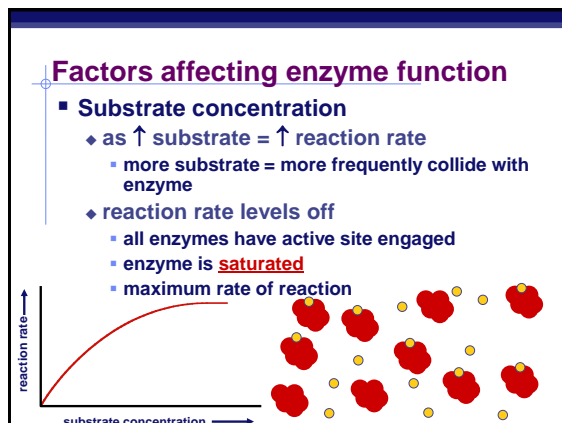 Factors affecting enzyme function
▪ Substrate concentration
◆ as ↑ substrate = ↑ reaction rate
▪ more substrate = more frequently collide with
enzyme
◆ reaction rate levels off
▪ all enzymes have active site engaged
▪ enzyme is saturated
▪ maximum rate of reaction
reaction rate
substrate concentration